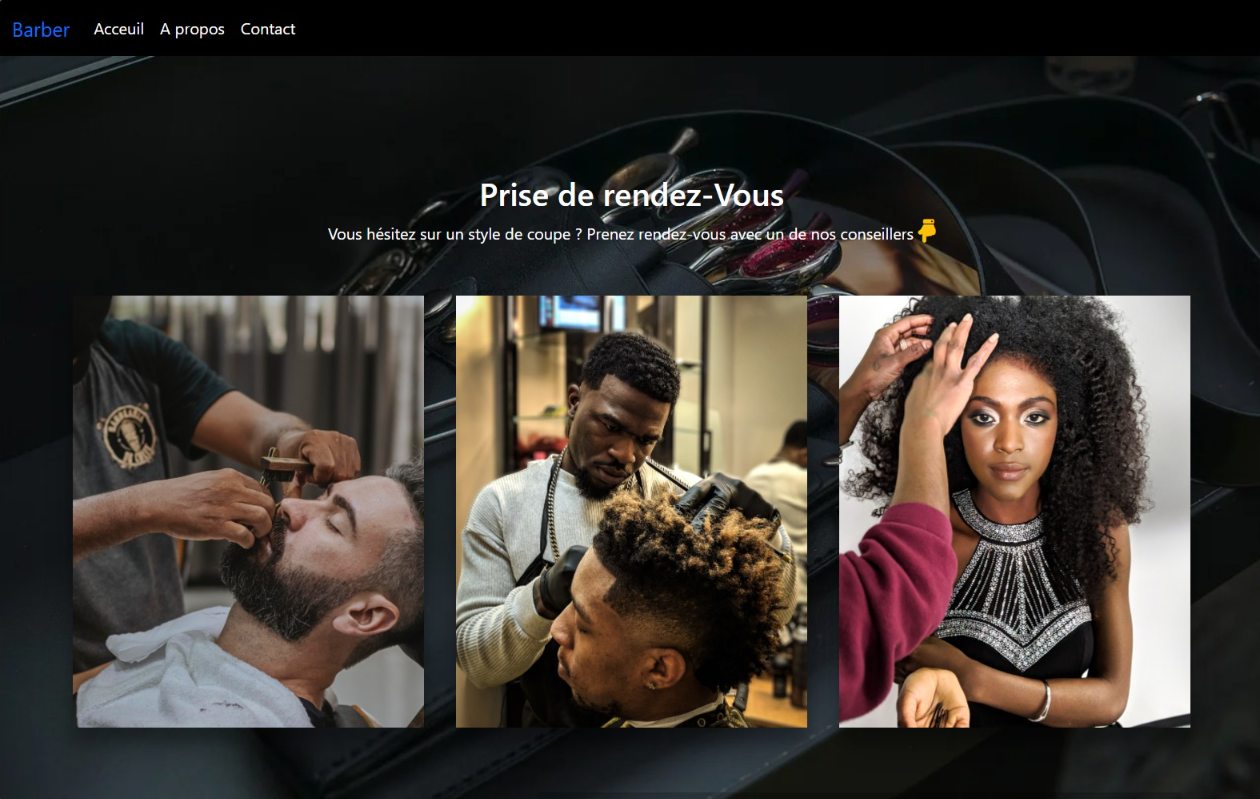 Barber Acceuil A propos Contact
Prise de rendez-Vous
Vous hésitez sur un style de coupe ? Prenez rendez-vous avec un de nos conseillers